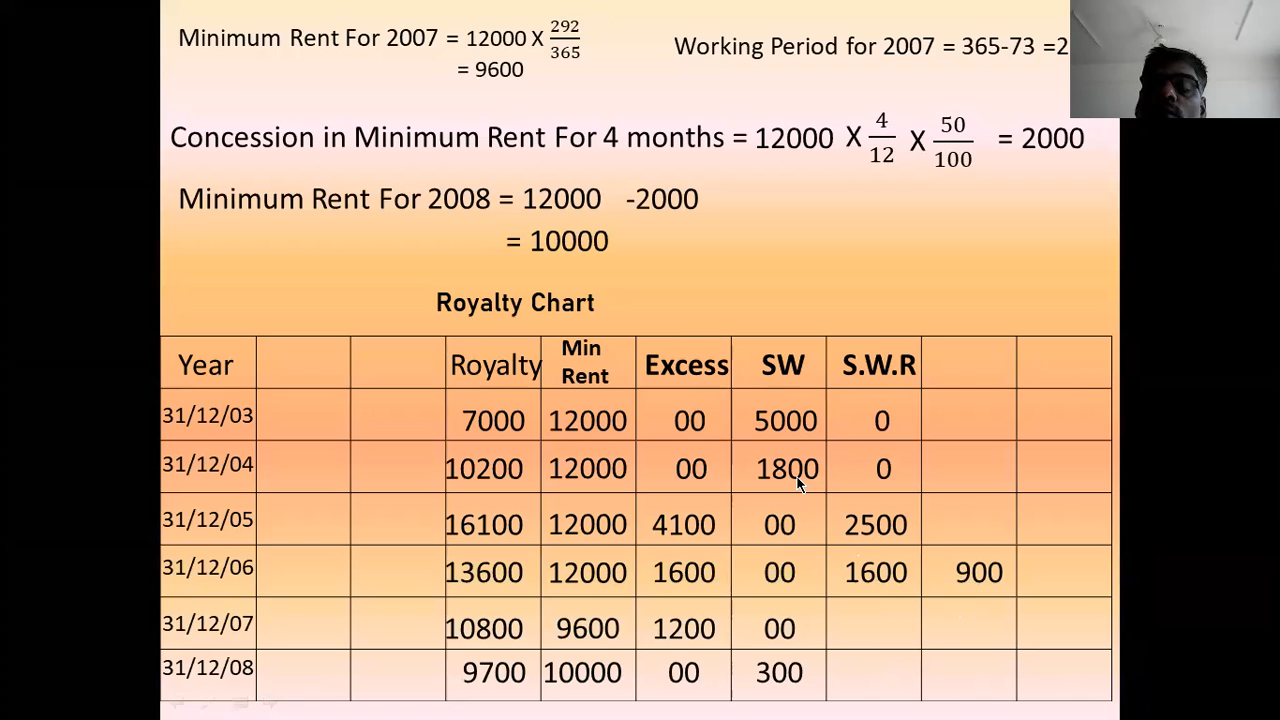 Minimum Rent For 2007 = 12000 X 292/365
= 9600
Working Period for 2007 = 365-73 =2
Concession in Minimum Rent For 4 months = 12000 X 4/12 X 50/100 = 2000
Minimum Rent For 2008 = 12000 -2000
= 10000
Royalty Chart
Year Royalty Min Rent Excess SW S.W.R
31/12/03 7000 12000 00 5000 0
31/12/04 10200 12000 00 1800 0
31/12/05 16100 12000 4100 00 2500
31/12/06 13600 12000 1600 00 1600 900
31/12/07 10800 9600 1200 00
31/12/08 9700 10000 00 300